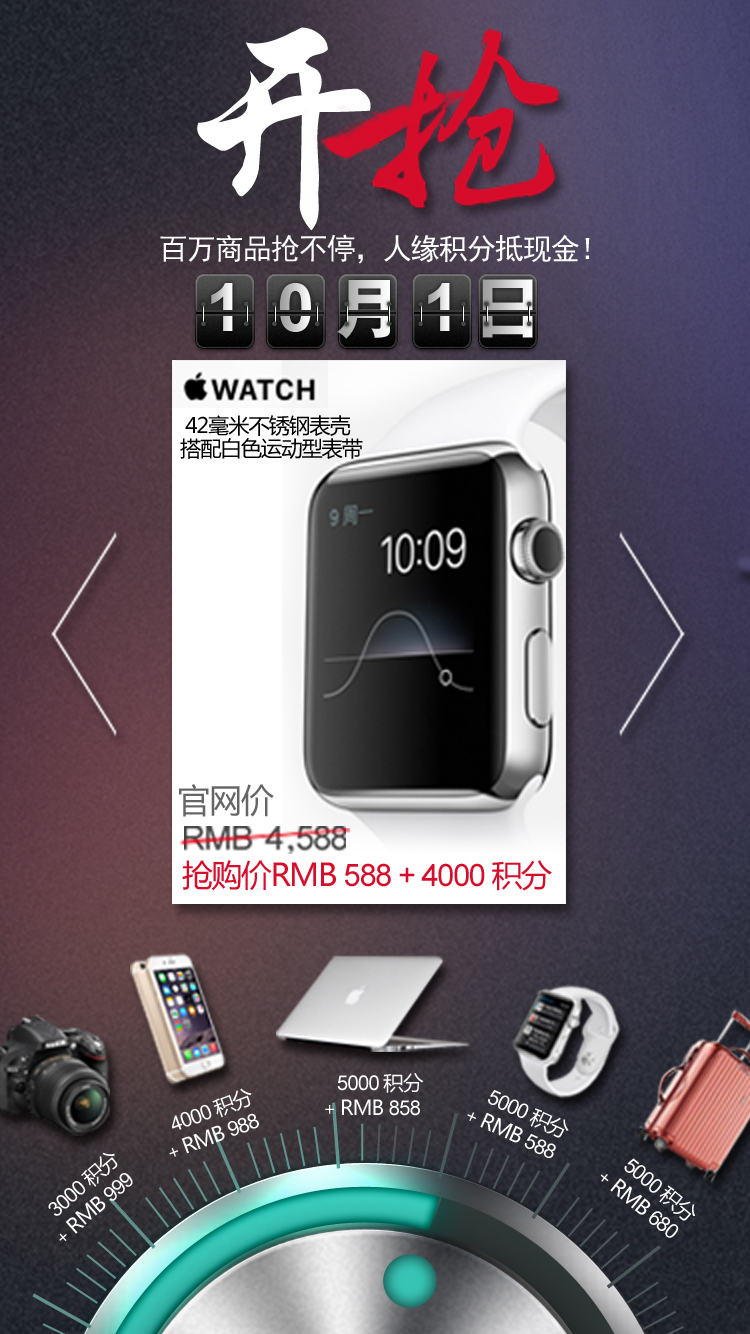 开抢
百万商品抢不停，人缘积分抵现金！
10月1日
WATCH
42毫米不锈钢表壳
搭配白色运动型表带
9 周一
10:09
官网价
RMB 4,588
抢购价RMB 588 + 4000 积分
3000 积分
+ RMB 999
4000 积分
+ RMB 988
5000 积分
+ RMB 858
5000 积分
+ RMB 588
5000 积分
+ RMB 680